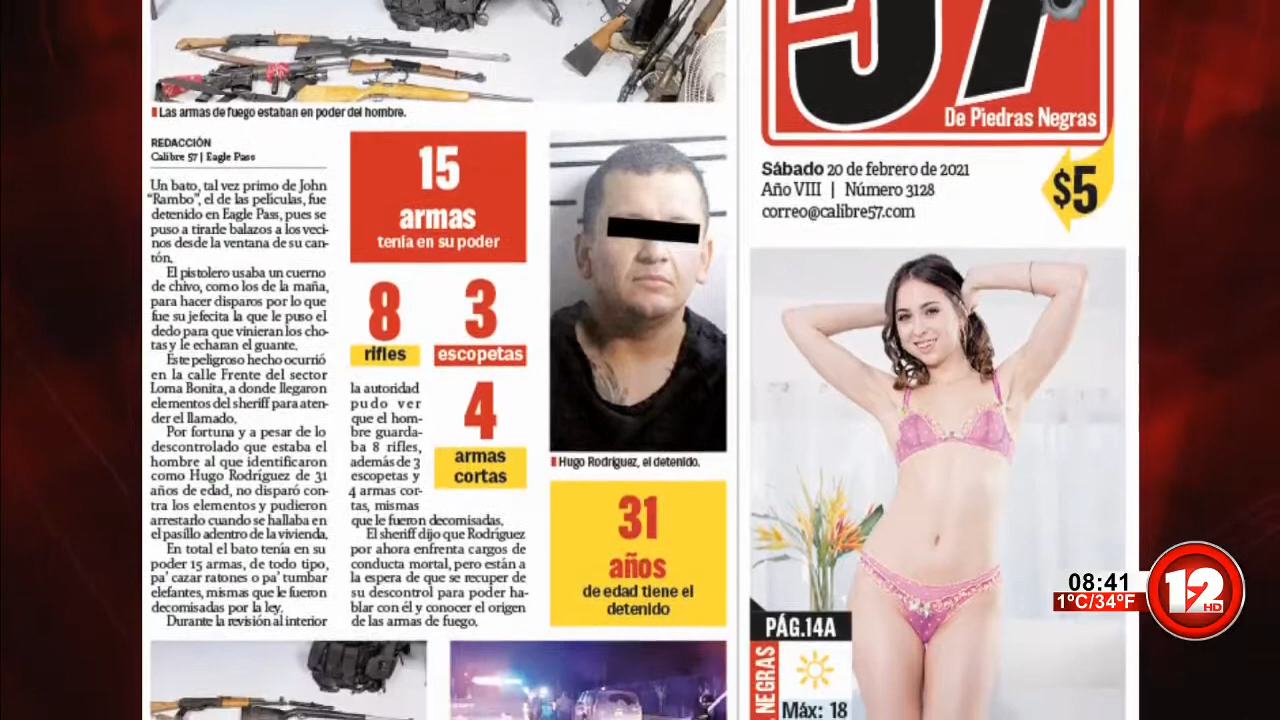 Las armas de fuego estaban en poder del hombre.
REDACCIÓN
Calibre 57 | Eagle Pass
Un bato, tal vez primo de John
"Rambo", el de las películas, fue
detenido en Eagle Pass, pues se
puso a tirarle balazos a los veci-
nos desde la ventana de su can-
tón.
El pistolero usaba un cuerno
de chivo, como los de la maña,
para hacer disparos por lo que
fue su jefecita la que le puso el
dedo para que vinieran los cho-
tas y le echaran el guante.
Este peligroso hecho ocurrió
en la calle Frente del sector
Loma Bonita, a donde llegaron
elementos del sheriff para aten-
der el llamado.
Por fortuna y a pesar de lo
descontrolado que estaba el
hombre al que identificaron
como Hugo Rodríguez de 31
años de edad, no disparó con-
tra los elementos y pudieron
arrestarlo cuando se hallaba en
el pasillo adentro de la vivienda.
En total el bato tenía en su
poder 15 armas, de todo tipo,
pa' cazar ratones o pa' tumbar
elefantes, mismas que le fueron
decomisadas por la ley.
Durante la revisión al interior
15
armas
tenía en su poder
8
rifles
3
escopetas
4
armas
cortas
la autoridad
pudo ver
que el hom-
bre guarda-
ba 8 rifles,
además de 3
escopetas y
4 armas cor-
tas, mismas
que le fueron decomisadas.
El sheriff dijo que Rodríguez
por ahora enfrenta cargos de
conducta mortal, pero están a
la espera de que se recuper de
su descontrol para poder ha-
blar con él y conocer el origen
de las armas de fuego.
Hugo Rodríguez, el detenido.
31
años
de edad tiene el
detenido
57
De Piedras Negras
Sábado 20 de febrero de 2021
Año VIII | Número 3128
correo@calibre57.com
$5
PÁG.14A
NEGRAS
Máx: 18
08:41
1°C/34°F
12
HD